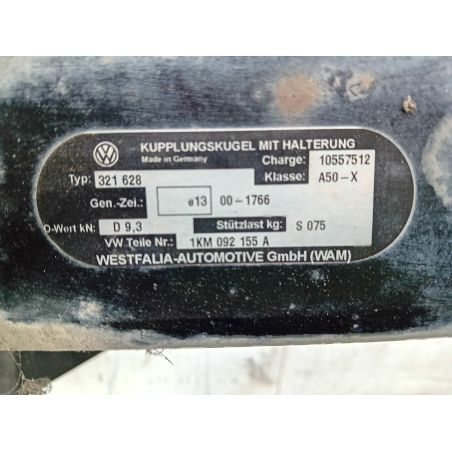 KUPPLUNGSKUGEL MIT HALTERUNG
Made in Germany Charge: 10557512
Typ: 321 628 Klasse: A50-X
Gen.-Zei.: e13 00-1766
D-Wert kN: D 9,3 Stützlast kg: S 075
VW Teile Nr.: 1KM 092 155 A
WESTFALIA-AUTOMOTIVE GmbH (WAM)